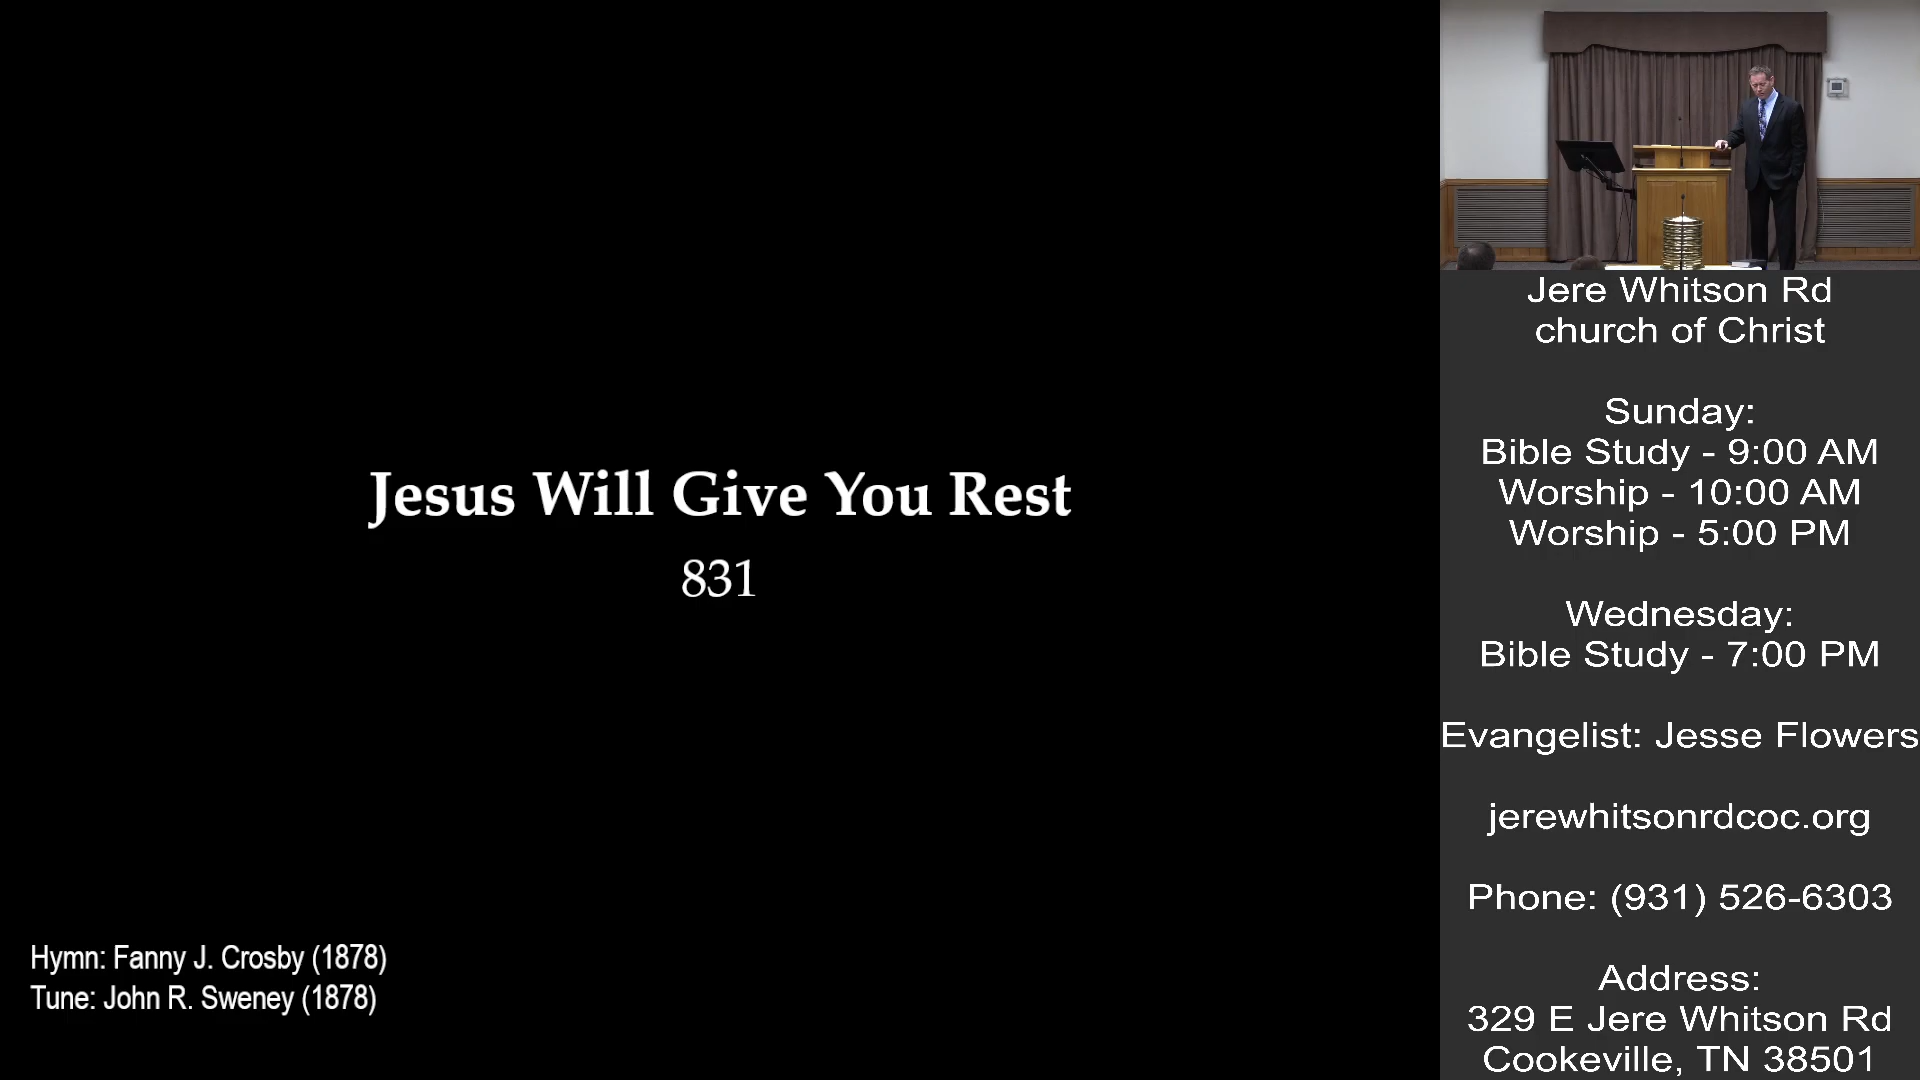 Jesus Will Give You Rest
831
Hymn: Fanny J. Crosby (1878)
Tune: John R. Sweney (1878)
Jere Whitson Rd
church of Christ
Sunday:
Bible Study - 9:00 AM
Worship - 10:00 AM
Worship - 5:00 PM
Wednesday:
Bible Study - 7:00 PM
Evangelist: Jesse Flowers
jerewhitsonrdcoc.org
Phone: (931) 526-6303
Address:
329 E Jere Whitson Rd
Cookeville, TN 38501